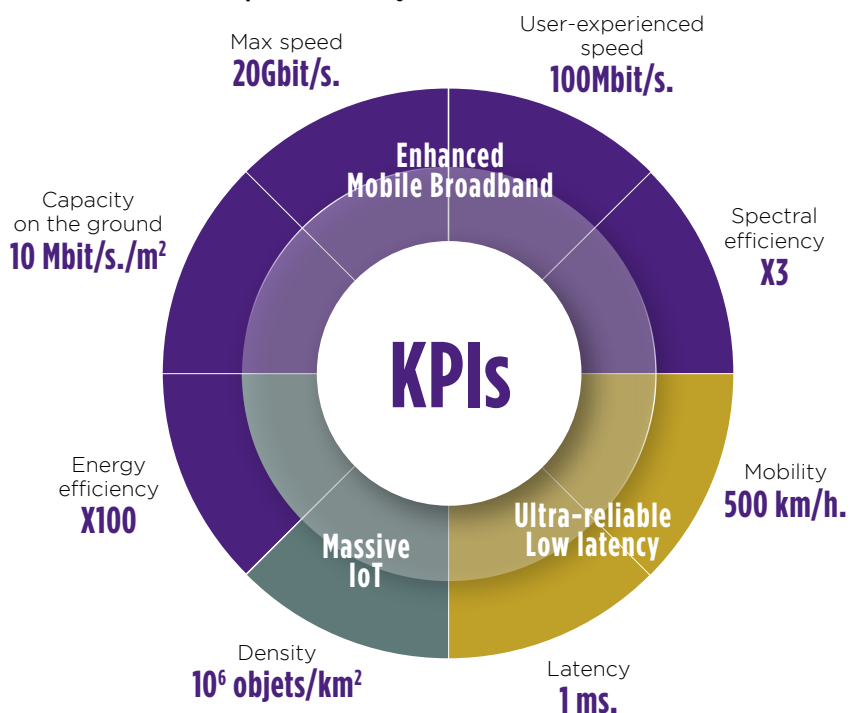 Max speed
20Gbit/s.
User-experienced
speed
100Mbit/s.
Enhanced
Mobile Broadband
Capacity
on the ground
10 Mbit/s./m²
Spectral
efficiency
X3
KPIs
Energy
efficiency
X100
Mobility
500 km/h.
Massive
IoT
Ultra-reliable
Low latency
Density
10⁶ objets/km²
Latency
1 ms.